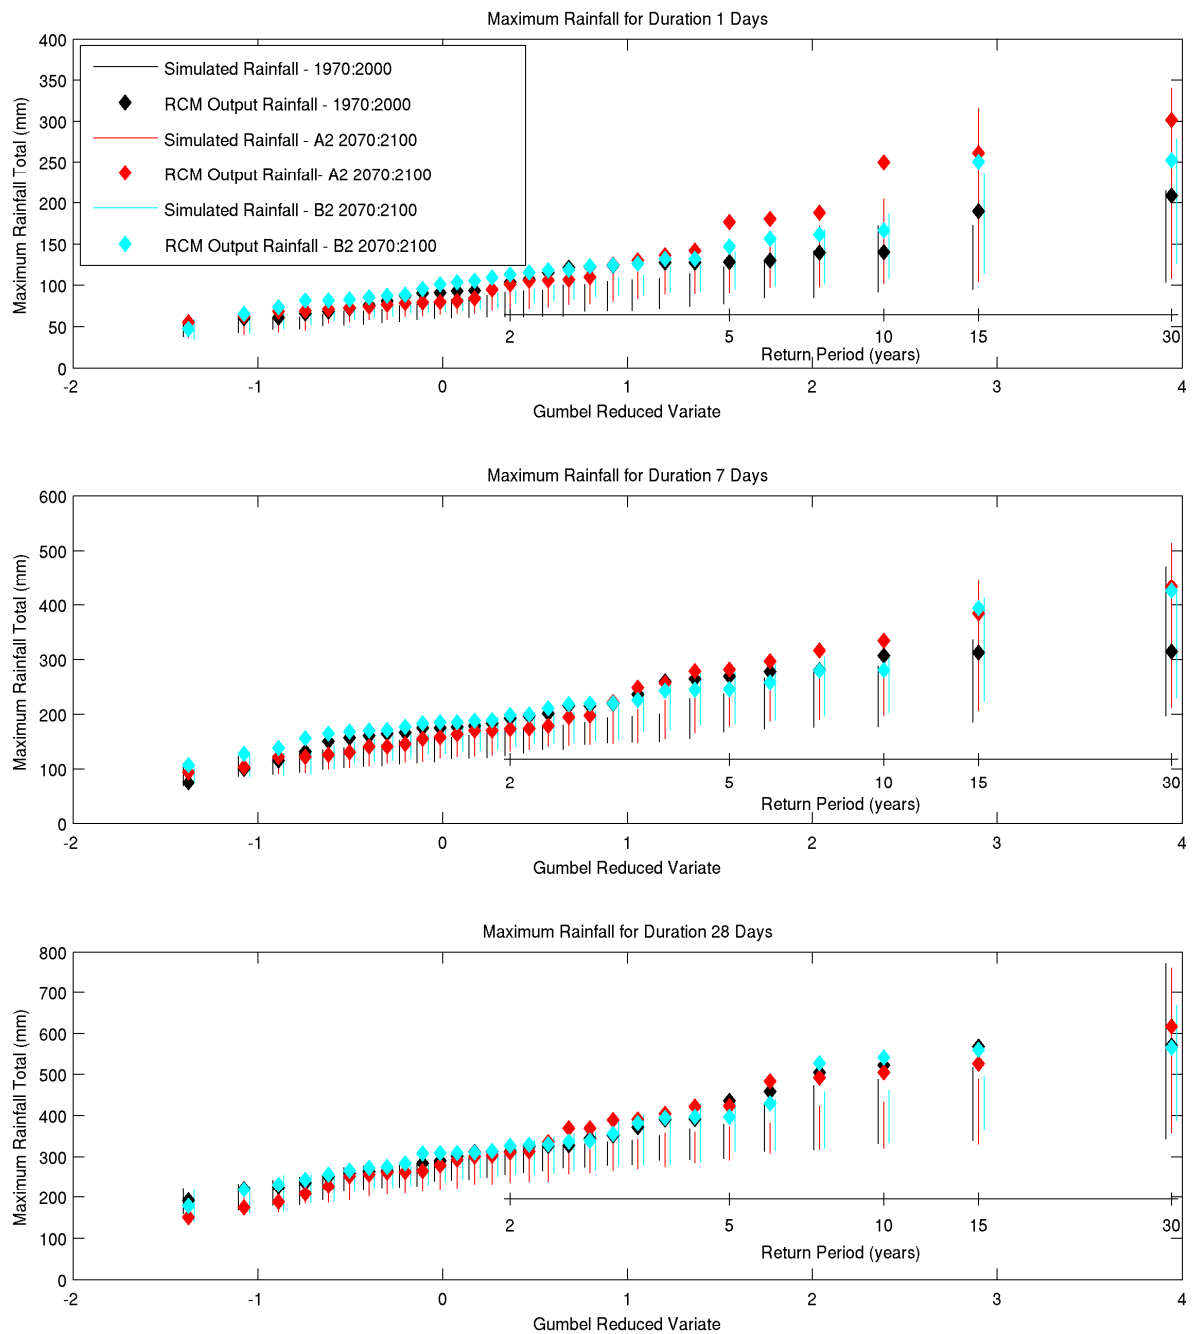 Maximum Rainfall for Duration 1 Days
Maximum Rainfall Total (mm)
400
350
300
250
200
150
100
50
0
Simulated Rainfall - 1970:2000
RCM Output Rainfall - 1970:2000
Simulated Rainfall - A2 2070:2100
RCM Output Rainfall- A2 2070:2100
Simulated Rainfall - B2 2070:2100
RCM Output Rainfall - B2 2070:2100
2 5 10 15 30
Return Period (years)
-2 -1 0 1 2 3 4
Gumbel Reduced Variate
Maximum Rainfall for Duration 7 Days
Maximum Rainfall Total (mm)
600
500
400
300
200
100
0
2 5 10 15 30
Return Period (years)
-2 -1 0 1 2 3 4
Gumbel Reduced Variate
Maximum Rainfall for Duration 28 Days
Maximum Rainfall Total (mm)
800
700
600
500
400
300
200
100
0
2 5 10 15 30
Return Period (years)
-2 -1 0 1 2 3 4
Gumbel Reduced Variate